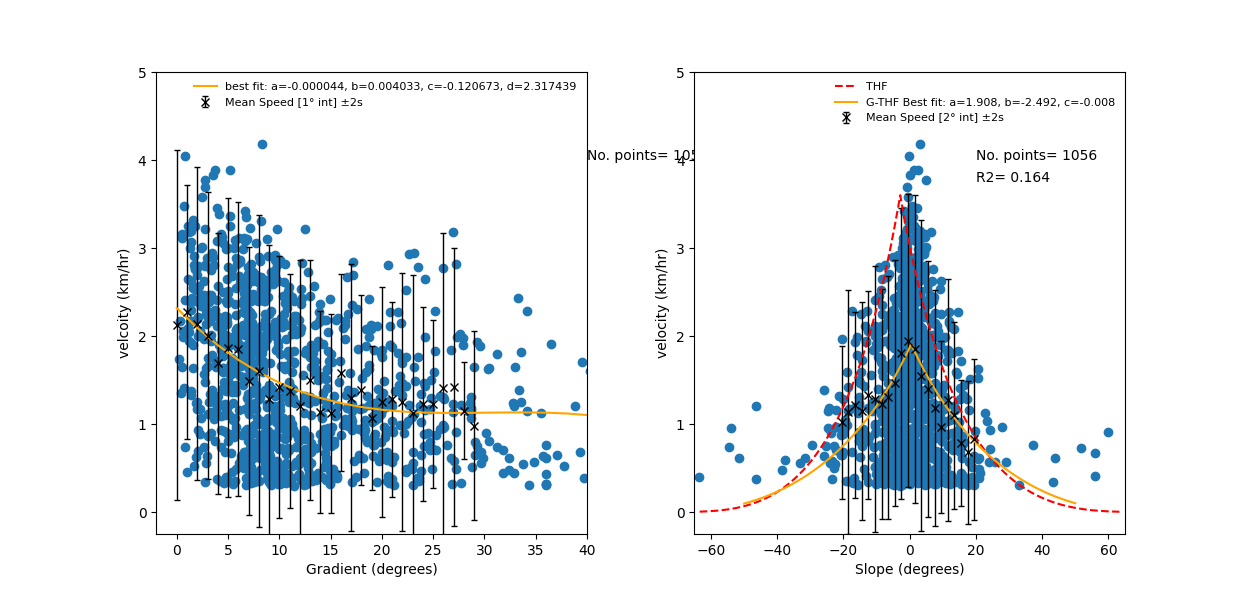 best fit: a=-0.000044, b=0.004033, c=-0.120673, d=2.317439
Mean Speed [1° int] ±2s
No. points= 105
5
4
3
2
1
0
velcoity (km/hr)
0 5 10 15 20 25 30 35 40
Gradient (degrees)
THF
G-THF Best fit: a=1.908, b=-2.492, c=-0.008
Mean Speed [2° int] ±2s
No. points= 1056
R2= 0.164
5
4
3
2
1
0
velocity (km/hr)
−60 −40 −20 0 20 40 60
Slope (degrees)